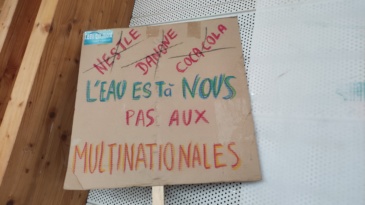 NESTLE DANONE COCA COLA
L'EAU EST à NOUS
PAS AUX
MULTINATIONALES